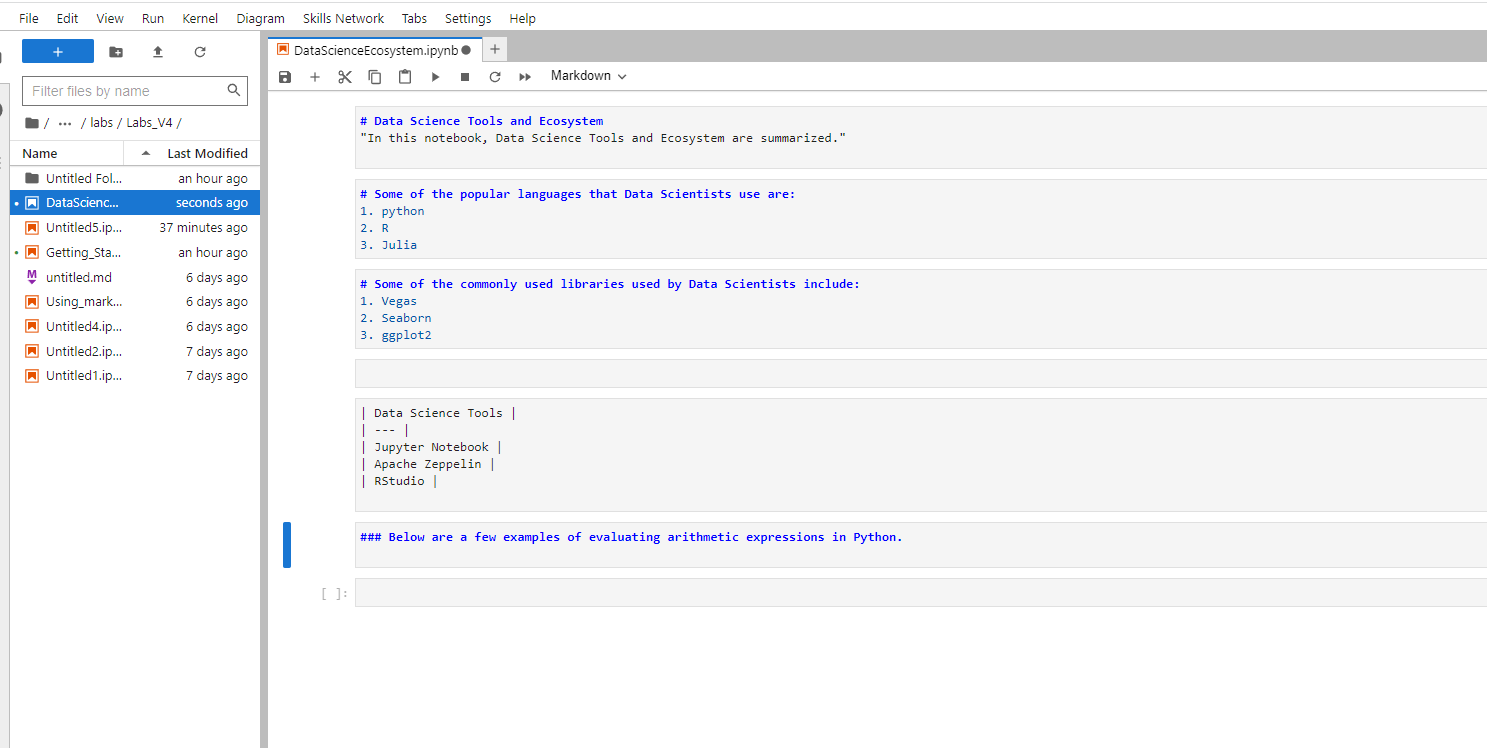 File Edit View Run Kernel Diagram Skills Network Tabs Settings Help
DataScienceEcosystem.ipynb
Markdown
Filter files by name
/ ... / labs / Labs_V4 /
Name Last Modified
Untitled Fol... an hour ago
DataScienc... seconds ago
Untitled5.ip... 37 minutes ago
Getting_Sta... an hour ago
untitled.md 6 days ago
Using_mark... 6 days ago
Untitled4.ip... 6 days ago
Untitled2.ip... 7 days ago
Untitled1.ip... 7 days ago
# Data Science Tools and Ecosystem
"In this notebook, Data Science Tools and Ecosystem are summarized."
# Some of the popular languages that Data Scientists use are:
1. python
2. R
3. Julia
# Some of the commonly used libraries used by Data Scientists include:
1. Vegas
2. Seaborn
3. ggplot2
| Data Science Tools |
| --- |
| Jupyter Notebook |
| Apache Zeppelin |
| RStudio |
### Below are a few examples of evaluating arithmetic expressions in Python.
[ ]: